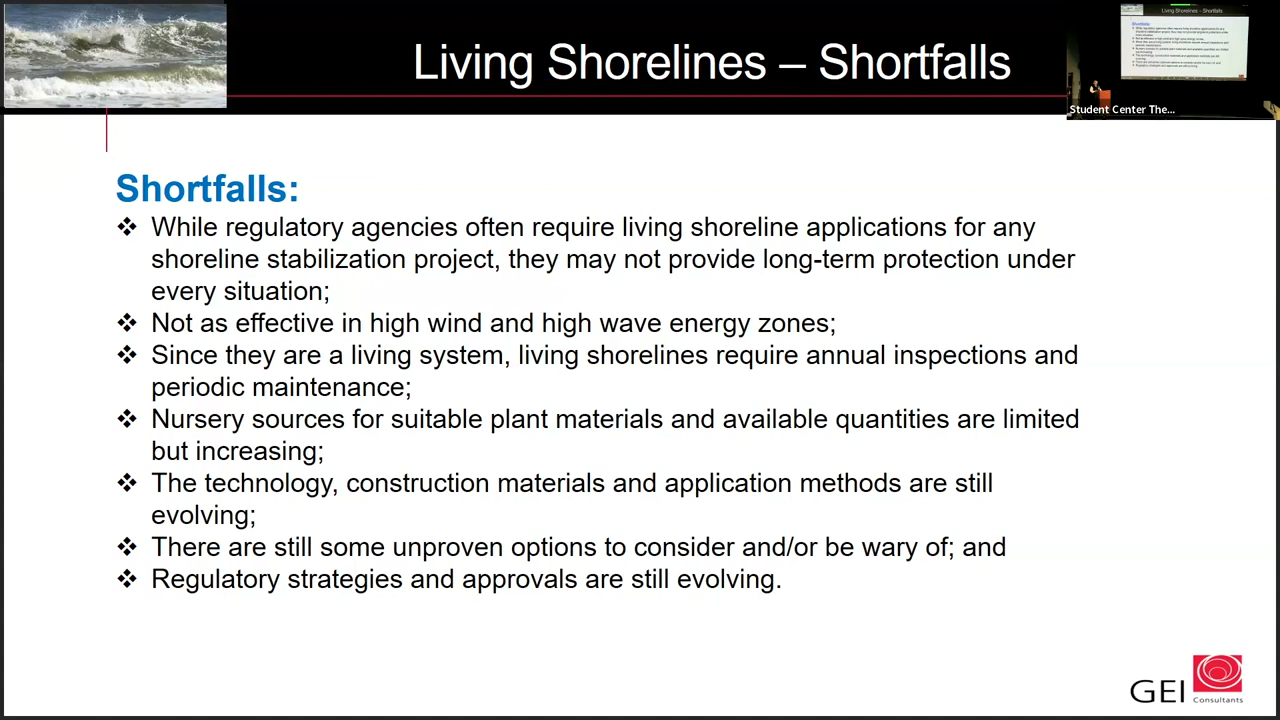 Living Shorelines – Shortfalls
Student Center The...
Shortfalls:
❖ While regulatory agencies often require living shoreline applications for any
shoreline stabilization project, they may not provide long-term protection under
every situation;
❖ Not as effective in high wind and high wave energy zones;
❖ Since they are a living system, living shorelines require annual inspections and
periodic maintenance;
❖ Nursery sources for suitable plant materials and available quantities are limited
but increasing;
❖ The technology, construction materials and application methods are still
evolving;
❖ There are still some unproven options to consider and/or be wary of; and
❖ Regulatory strategies and approvals are still evolving.
GEI Consultants